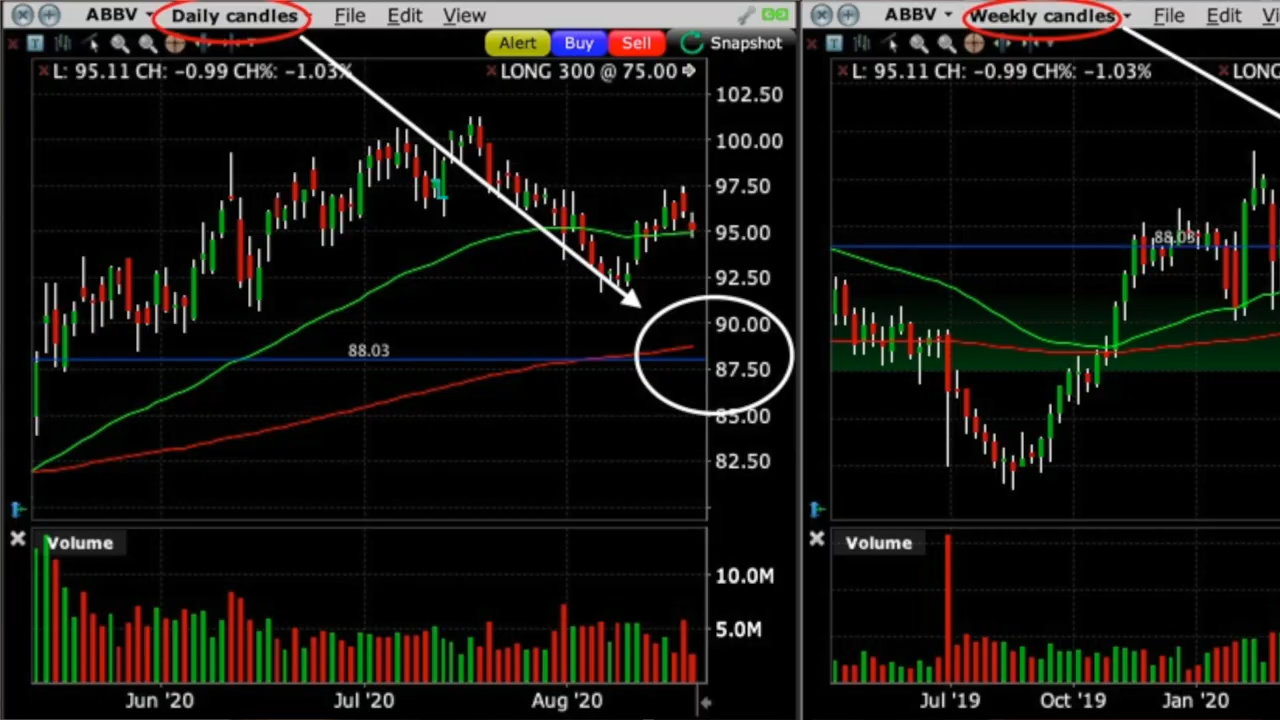 ABBV Daily candles File Edit View
Alert Buy Sell Snapshot
L: 95.11 CH: −0.99 CH%: −1.03%
LONG 300 @ 75.00
102.50
100.00
97.50
95.00
92.50
90.00
88.03
87.50
85.00
82.50
Volume
10.0M
5.0M
Jun '20 Jul '20 Aug '20
ABBV Weekly candles File Edit Vi
L: 95.11 CH: −0.99 CH%: −1.03%
LONG
88.03
Volume
Jul '19 Oct '19 Jan '20